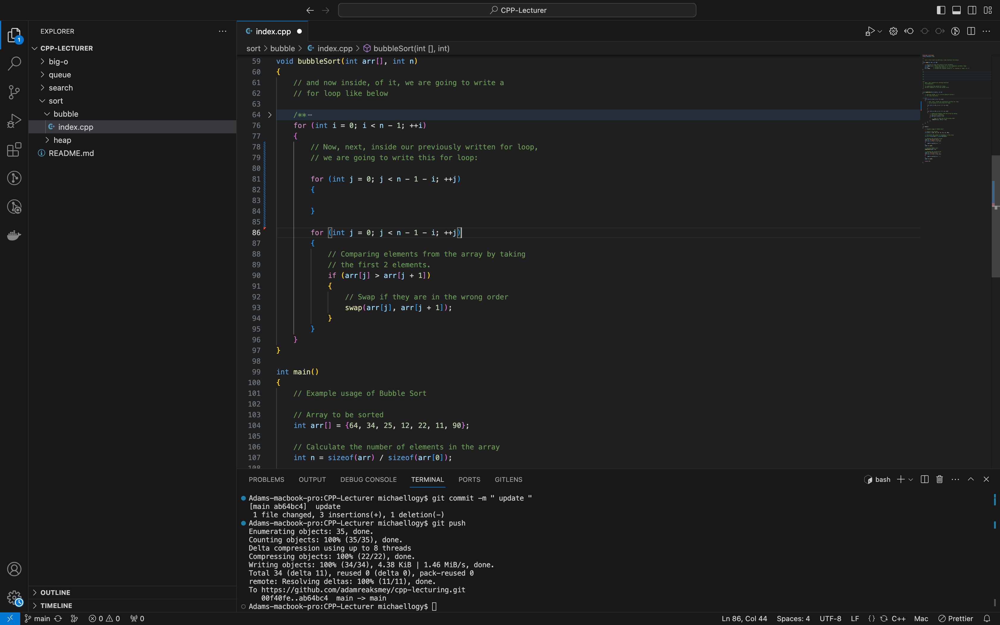 CPP-Lecturer
EXPLORER
1
CPP-LECTURER
big-o
queue
search
sort
bubble
index.cpp
heap
README.md
OUTLINE
TIMELINE
index.cpp
sort > bubble > index.cpp > bubbleSort(int [], int)
59 void bubbleSort(int arr[], int n)
60 {
61 // and now inside, of it, we are going to write a
62 // for loop like below
63
64 /** ⋯
76 for (int i = 0; i < n - 1; ++i)
77 {
78 // Now, next, inside our previously written for loop,
79 // we are going to write this for loop:
80
81 for (int j = 0; j < n - 1 - i; ++j)
82 {
83
84 }
85
86 for (int j = 0; j < n - 1 - i; ++j)
87 {
88 // Comparing elements from the array by taking
89 // the first 2 elements.
90 if (arr[j] > arr[j + 1])
91 {
92 // Swap if they are in the wrong order
93 swap(arr[j], arr[j + 1]);
94 }
95 }
96 }
97 }
98
99 int main()
100 {
101 // Example usage of Bubble Sort
102
103 // Array to be sorted
104 int arr[] = {64, 34, 25, 12, 22, 11, 90};
105
106 // Calculate the number of elements in the array
107 int n = sizeof(arr) / sizeof(arr[0]);
108
PROBLEMS OUTPUT DEBUG CONSOLE TERMINAL PORTS GITLENS
bash
Adams-macbook-pro:CPP-Lecturer michaellogy$ git commit -m " update "
[main ab64bc4]  update
1 file changed, 3 insertions(+), 1 deletion(-)
Adams-macbook-pro:CPP-Lecturer michaellogy$ git push
Enumerating objects: 35, done.
Counting objects: 100% (35/35), done.
Delta compression using up to 8 threads
Compressing objects: 100% (22/22), done.
Writing objects: 100% (34/34), 4.38 KiB | 1.46 MiB/s, done.
Total 34 (delta 11), reused 0 (delta 0), pack-reused 0
remote: Resolving deltas: 100% (11/11), done.
To https://github.com/adamreaksmey/cpp-lecturing.git
00f40fe..ab64bc4  main -> main
Adams-macbook-pro:CPP-Lecturer michaellogy$
main 0 0 0 Ln 86, Col 44 Spaces: 4 UTF-8 LF {} C++ Mac Prettier